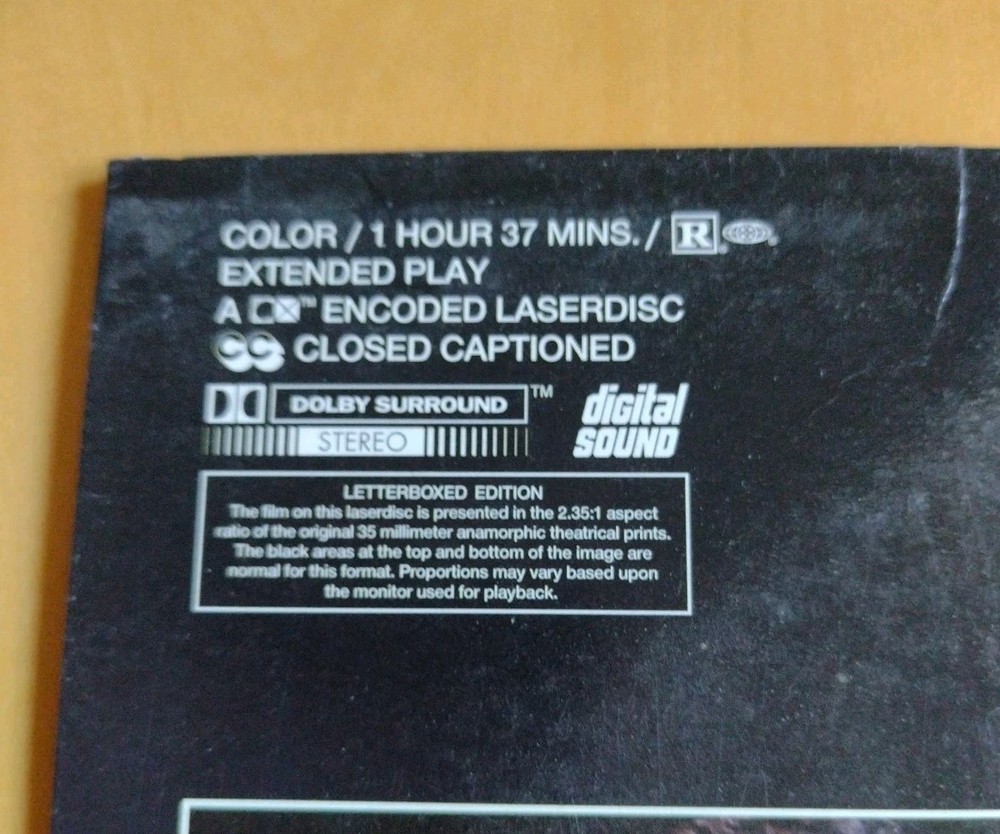 COLOR / 1 HOUR 37 MINS. / R
EXTENDED PLAY
A CX™ ENCODED LASERDISC
CC CLOSED CAPTIONED
DOLBY SURROUND™
STEREO
digital
SOUND
LETTERBOXED EDITION
The film on this laserdisc is presented in the 2.35:1 aspect
ratio of the original 35 millimeter anamorphic theatrical prints.
The black areas at the top and bottom of the image are
normal for this format. Proportions may vary based upon
the monitor used for playback.